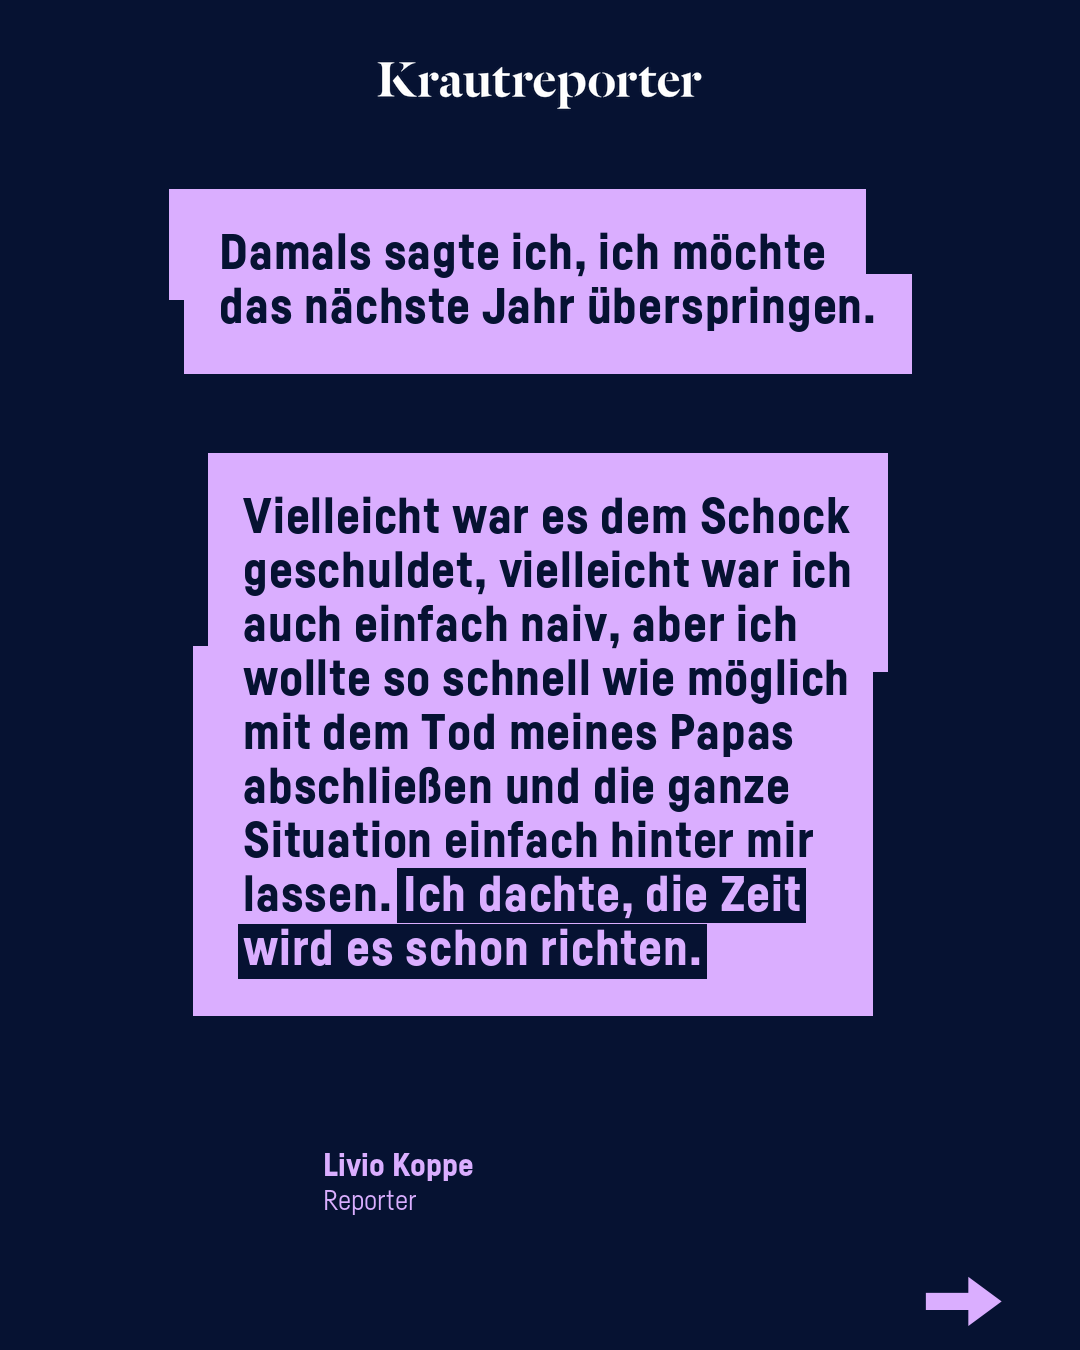 Krautreporter
Damals sagte ich, ich möchte
das nächste Jahr überspringen.
Vielleicht war es dem Schock
geschuldet, vielleicht war ich
auch einfach naiv, aber ich
wollte so schnell wie möglich
mit dem Tod meines Papas
abschließen und die ganze
Situation einfach hinter mir
lassen. Ich dachte, die Zeit
wird es schon richten.
Livio Koppe
Reporter